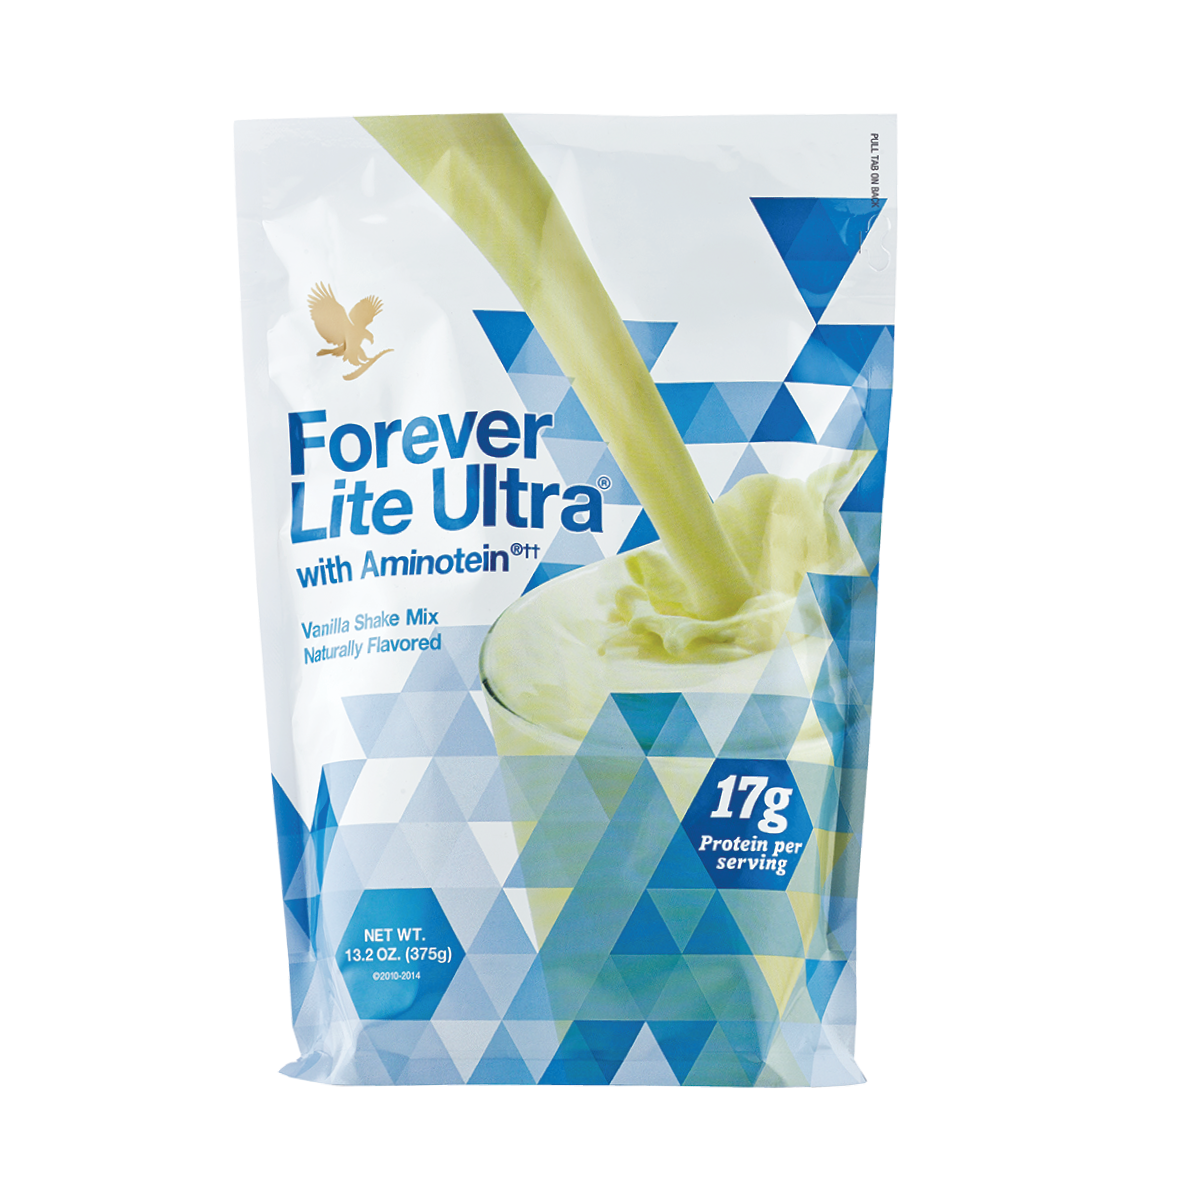 PULL TAB ON BACK
Forever
Lite Ultra®
with Aminotein®††
Vanilla Shake Mix
Naturally Flavored
17g
Protein per
serving
NET WT.
13.2 OZ. (375g)
©2010-2014